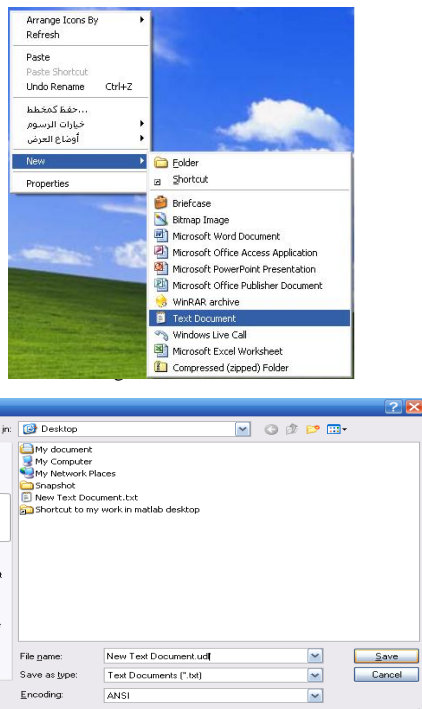 Arrange Icons By
Refresh
Paste
Paste Shortcut
Undo Rename Ctrl+Z
حفظ كمخطط...
خيارات الرسوم
أوضاع العرض
New
Properties
Folder
Shortcut
Briefcase
Bitmap Image
Microsoft Word Document
Microsoft Office Access Application
Microsoft PowerPoint Presentation
Microsoft Office Publisher Document
WinRAR archive
Text Document
Windows Live Call
Microsoft Excel Worksheet
Compressed (zipped) Folder
in: Desktop
My document
My Computer
My Network Places
Snapshot
New Text Document.txt
Shortcut to my work in matlab desktop
File name: New Text Document.udl Save
Save as type: Text Documents (*.txt) Cancel
Encoding: ANSI